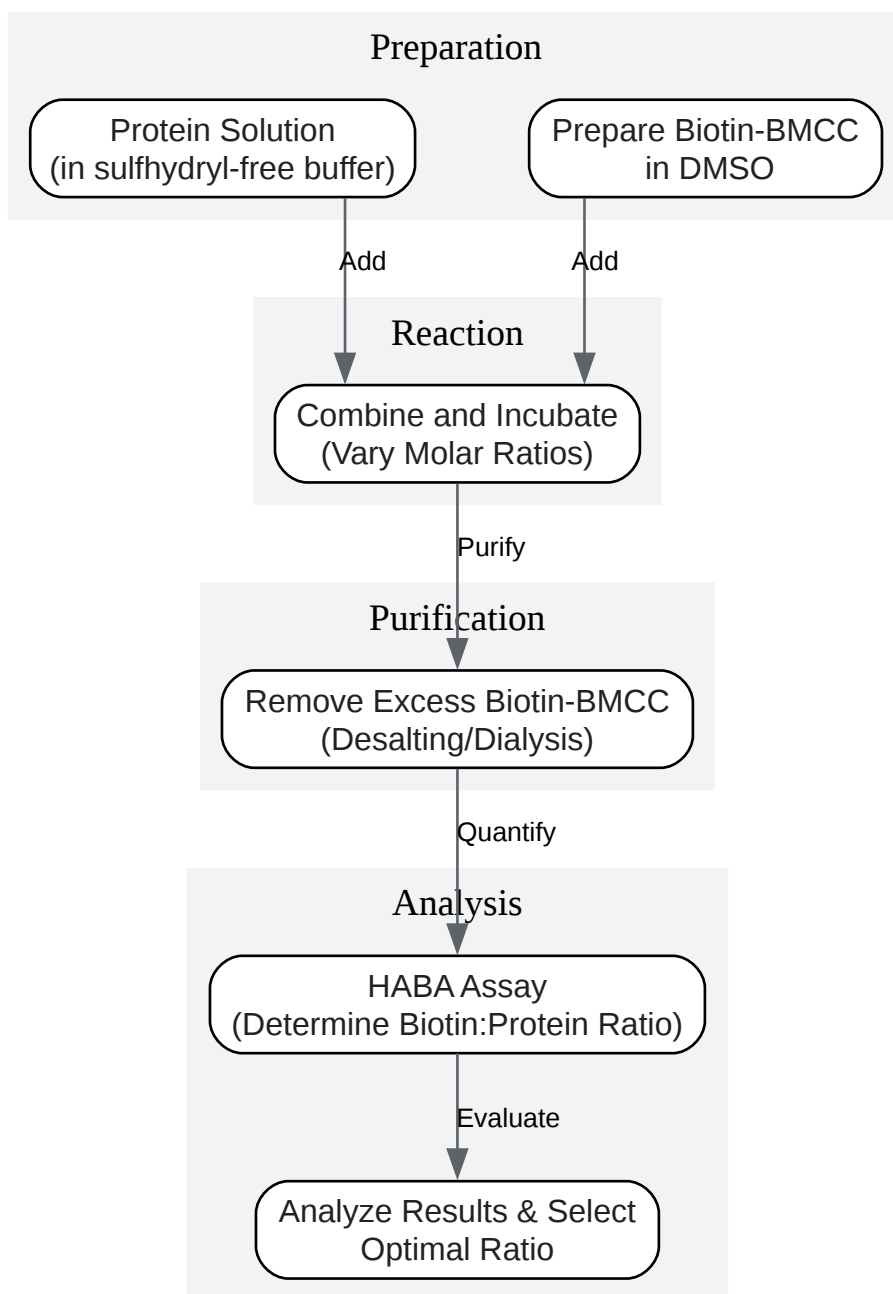 Preparation
Protein Solution
(in sulfhydryl-free buffer)
Prepare Biotin-BMCC
in DMSO
Add
Add
Reaction
Combine and Incubate
(Vary Molar Ratios)
Purify
Purification
Remove Excess Biotin-BMCC
(Desalting/Dialysis)
Quantify
Analysis
HABA Assay
(Determine Biotin:Protein Ratio)
Evaluate
Analyze Results & Select
Optimal Ratio